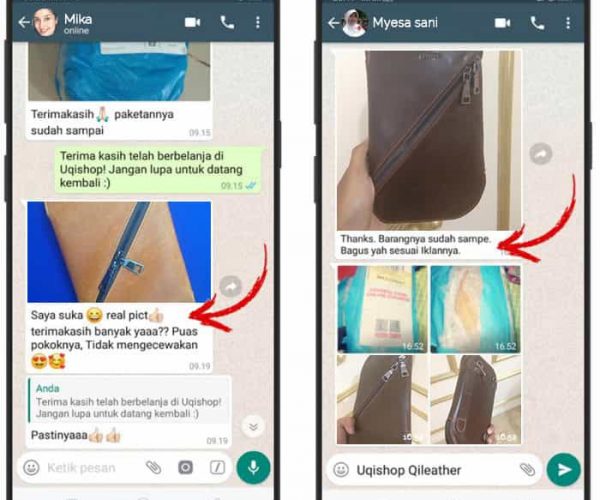 Mika
online
Terimakasih🙏🏻 paketannya
sudah sampai
09.15
Terima kasih telah berbelanja di
Uqishop! Jangan lupa untuk datang
kembali :)
09.15
Saya suka 😄 real pict👍🏻
terimakasih banyak yaaa?? Puas
pokoknya, Tidak mengecewakan
😍🥰
09.19
Anda
Terima kasih telah berbelanja di Uqishop!
Jangan lupa untuk datang kembali :)
Pastinyaaa👍🏻👍🏻
09.19
Ketik pesan
Myesa sani
Thanks. Barangnya sudah sampe.
Bagus yah sesuai Iklannya.
16.52
16.52
16.52
16.52
Uqishop Qileather